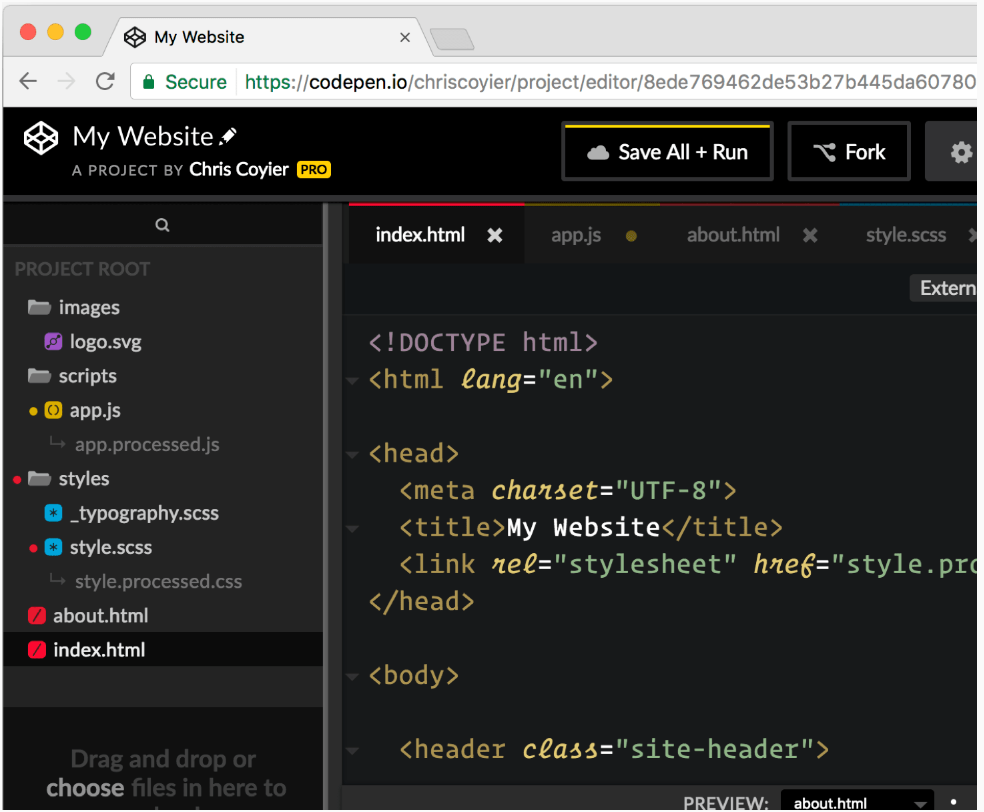 My Website
Secure https://codepen.io/chriscoyier/project/editor/8ede769462de53b27b445da60780
My Website
A PROJECT BY Chris Coyier PRO
Save All + Run
Fork
PROJECT ROOT
images
logo.svg
scripts
app.js
app.processed.js
styles
_typography.scss
style.scss
style.processed.css
about.html
index.html
Drag and drop or
choose files in here to
index.html app.js about.html style.scss
Extern
<!DOCTYPE html>
<html lang="en">
<head>
<meta charset="UTF-8">
<title>My Website</title>
<link rel="stylesheet" href="style.pro
</head>
<body>
<header class="site-header">
PREVIEW: about.html